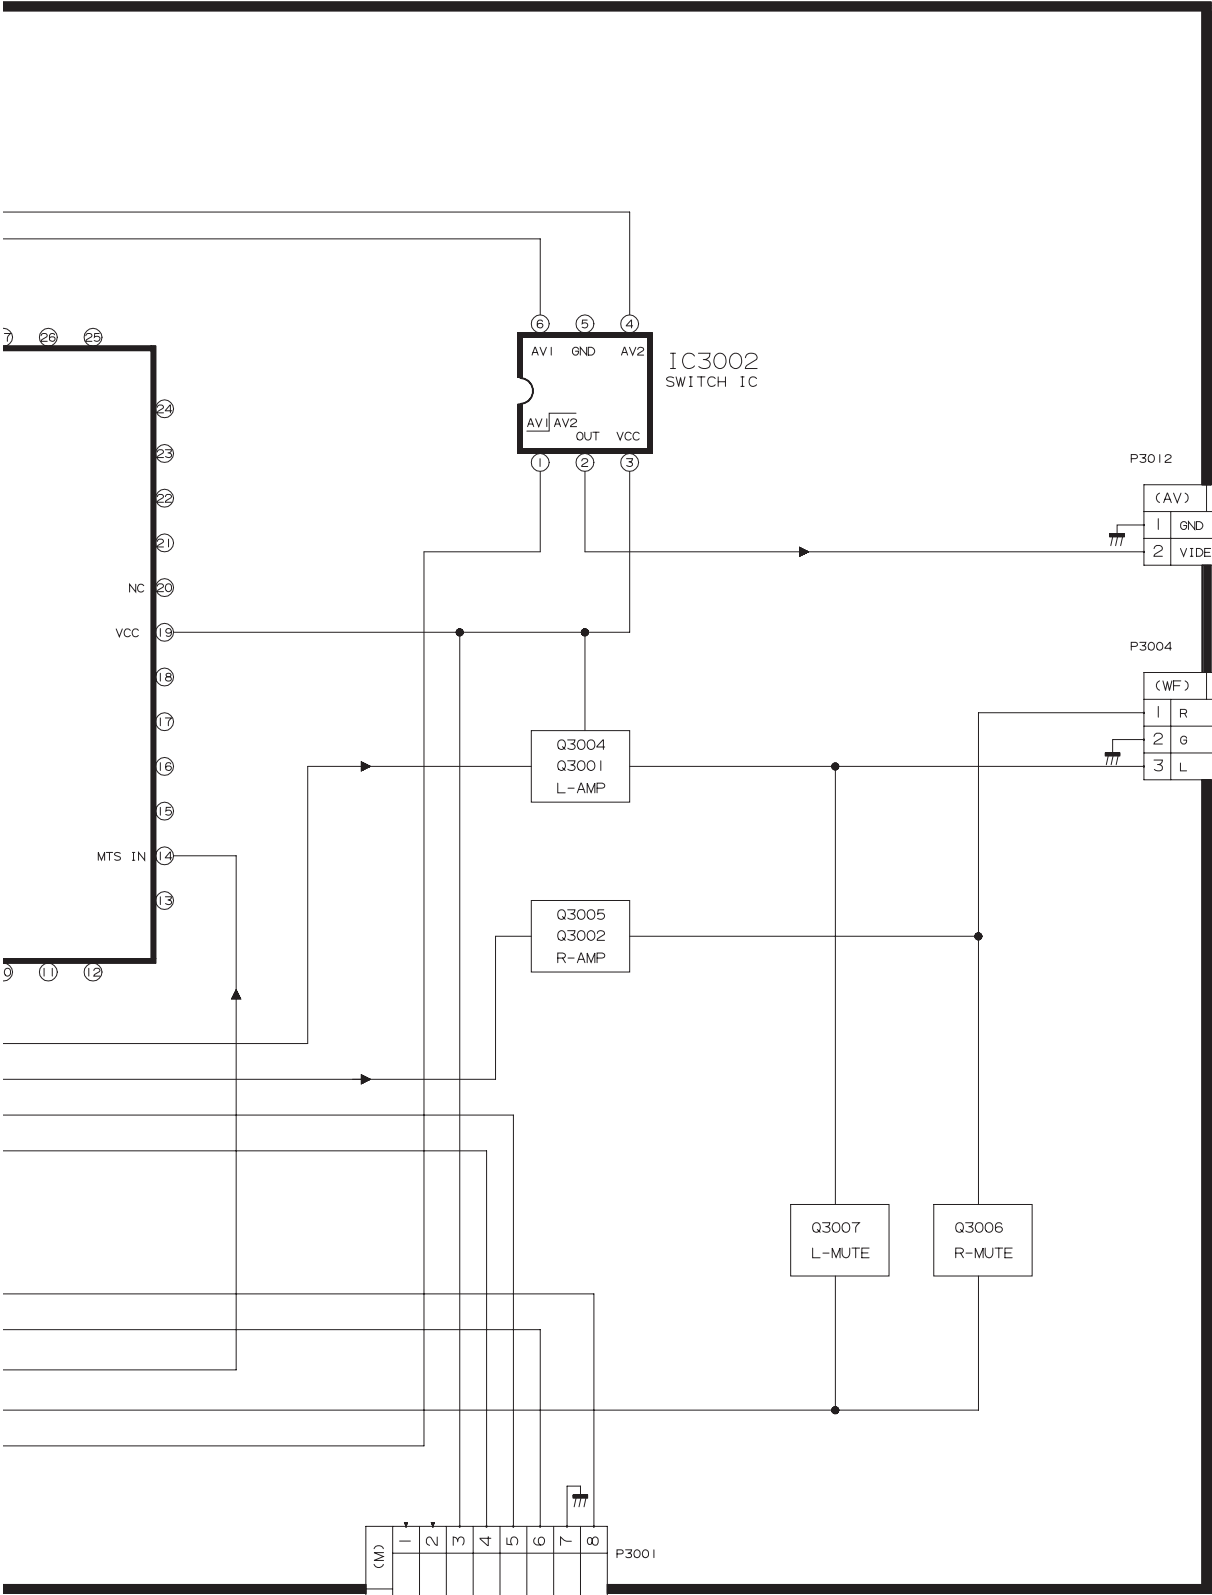 7
26
25
24
23
22
21
NC 20
VCC 19
18
17
16
15
MTS IN 14
13
0
11
12
6 5 4
AV1 GND AV2
AV1 AV2
OUT VCC
1 2 3
IC3002
SWITCH IC
P3012
(AV)
1 GND
2 VIDE
P3004
(WF)
1 R
2 G
3 L
Q3004
Q3001
L-AMP
Q3005
Q3002
R-AMP
Q3007
L-MUTE
Q3006
R-MUTE
(M) 1 2 3 4 5 6 7 8
P3001